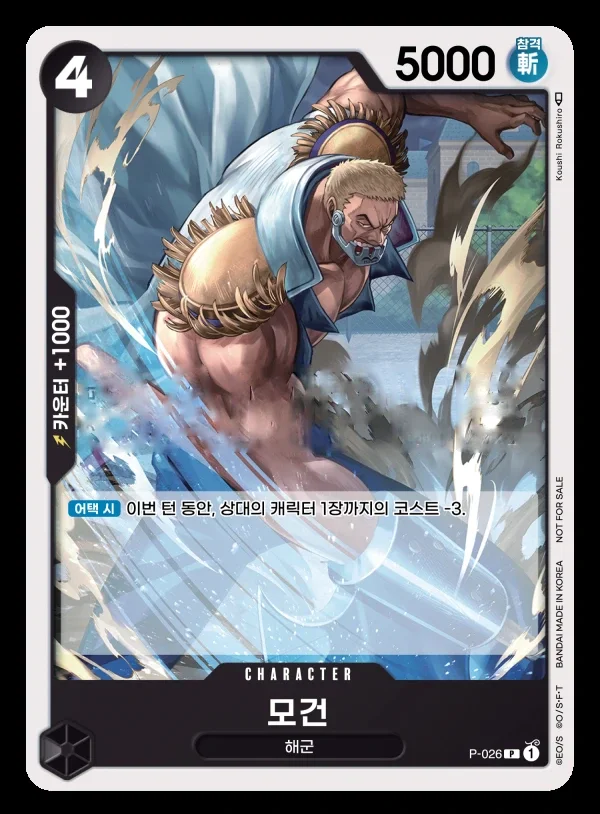 4
5000
참격
斬
Koushi Rokushiro
카운터 +1000
어택 시 이번 턴 동안, 상대의 캐릭터 1장까지의 코스트 -3.
CHARACTER
모건
해군
P-026 P 1
©EO/S ©O/S·F·T BANDAI MADE IN KOREA NOT FOR SALE